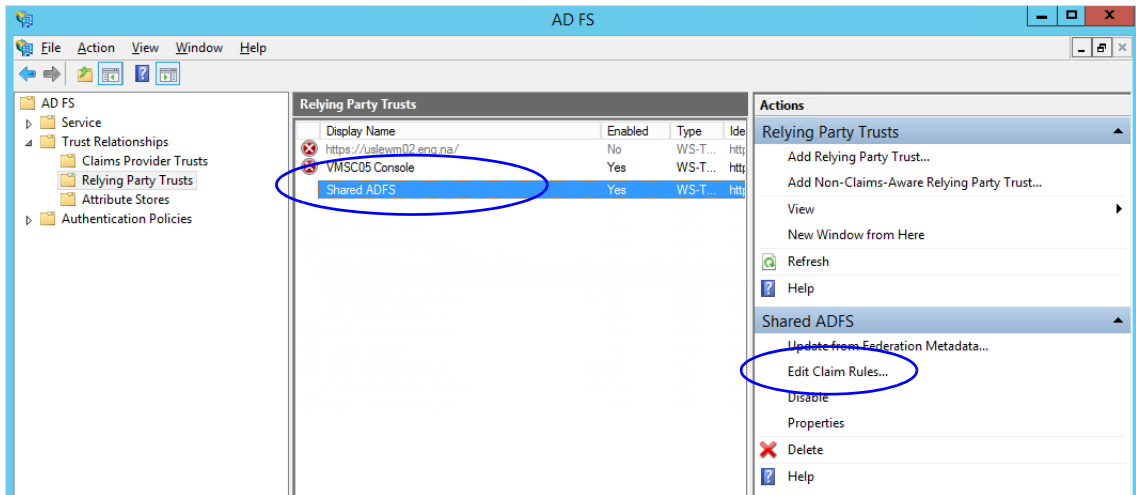 AD FS
File Action View Window Help
AD FS
Service
Trust Relationships
Claims Provider Trusts
Relying Party Trusts
Attribute Stores
Authentication Policies
Relying Party Trusts
Display Name Enabled Type Ide
https://uslewm02.eng.na/ No WS-T... http
VMSC05 Console Yes WS-T... http
Shared ADFS Yes WS-T... http
Actions
Relying Party Trusts
Add Relying Party Trust...
Add Non-Claims-Aware Relying Party Trust...
View
New Window from Here
Refresh
Help
Shared ADFS
Update from Federation Metadata...
Edit Claim Rules...
Disable
Properties
Delete
Help